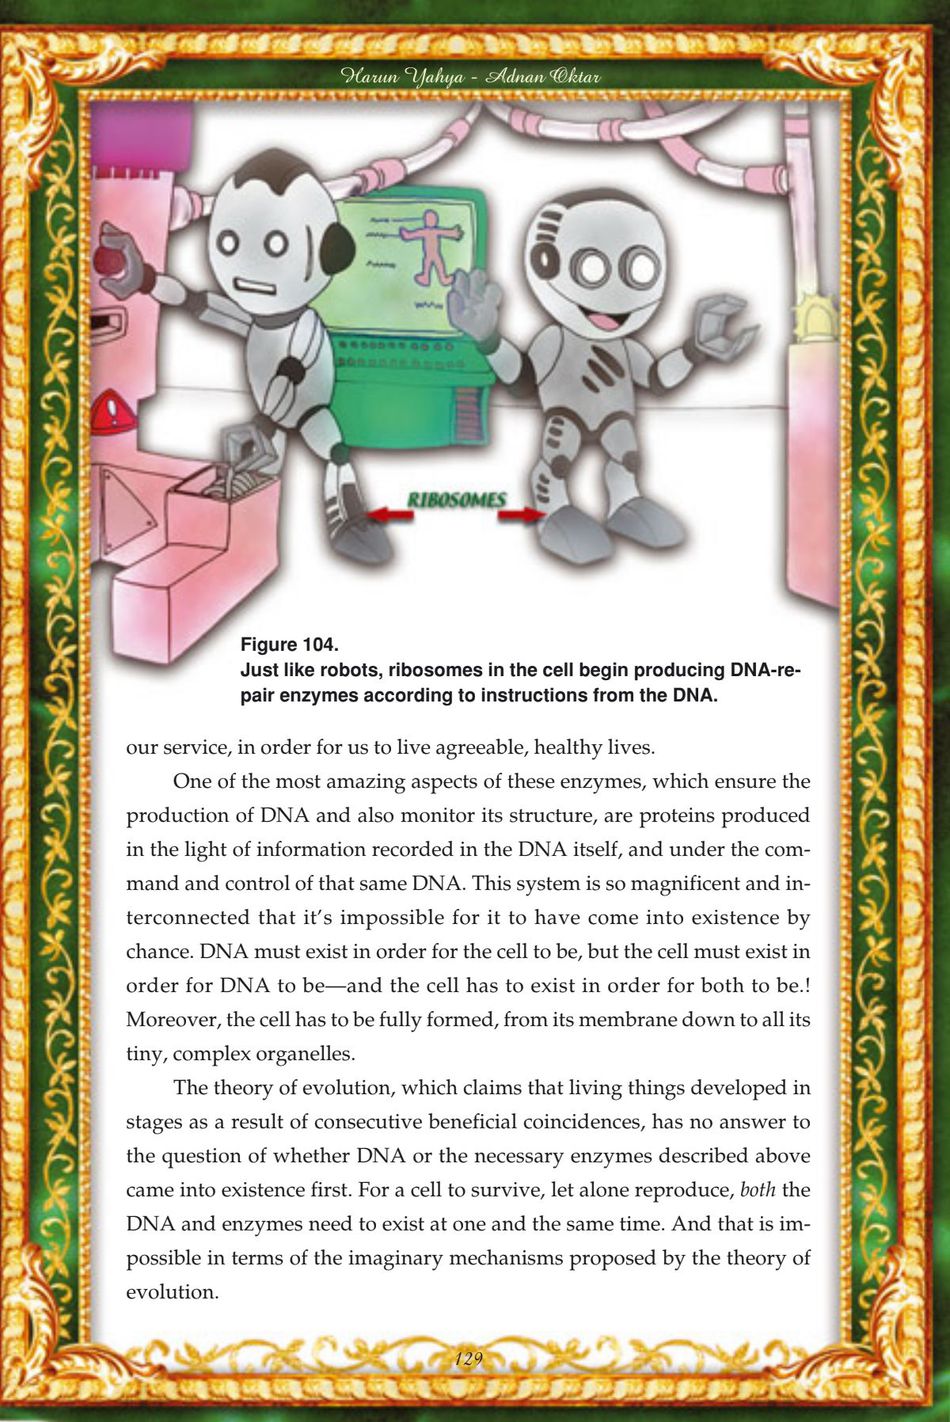 Harun Yahya - Adnan Oktar
RIBOSOMES
Figure 104.
Just like robots, ribosomes in the cell begin producing DNA-re-
pair enzymes according to instructions from the DNA.
our service, in order for us to live agreeable, healthy lives.
One of the most amazing aspects of these enzymes, which ensure the
production of DNA and also monitor its structure, are proteins produced
in the light of information recorded in the DNA itself, and under the com-
mand and control of that same DNA. This system is so magnificent and in-
terconnected that it's impossible for it to have come into existence by
chance. DNA must exist in order for the cell to be, but the cell must exist in
order for DNA to be—and the cell has to exist in order for both to be.!
Moreover, the cell has to be fully formed, from its membrane down to all its
tiny, complex organelles.
The theory of evolution, which claims that living things developed in
stages as a result of consecutive beneficial coincidences, has no answer to
the question of whether DNA or the necessary enzymes described above
came into existence first. For a cell to survive, let alone reproduce, both the
DNA and enzymes need to exist at one and the same time. And that is im-
possible in terms of the imaginary mechanisms proposed by the theory of
evolution.
129